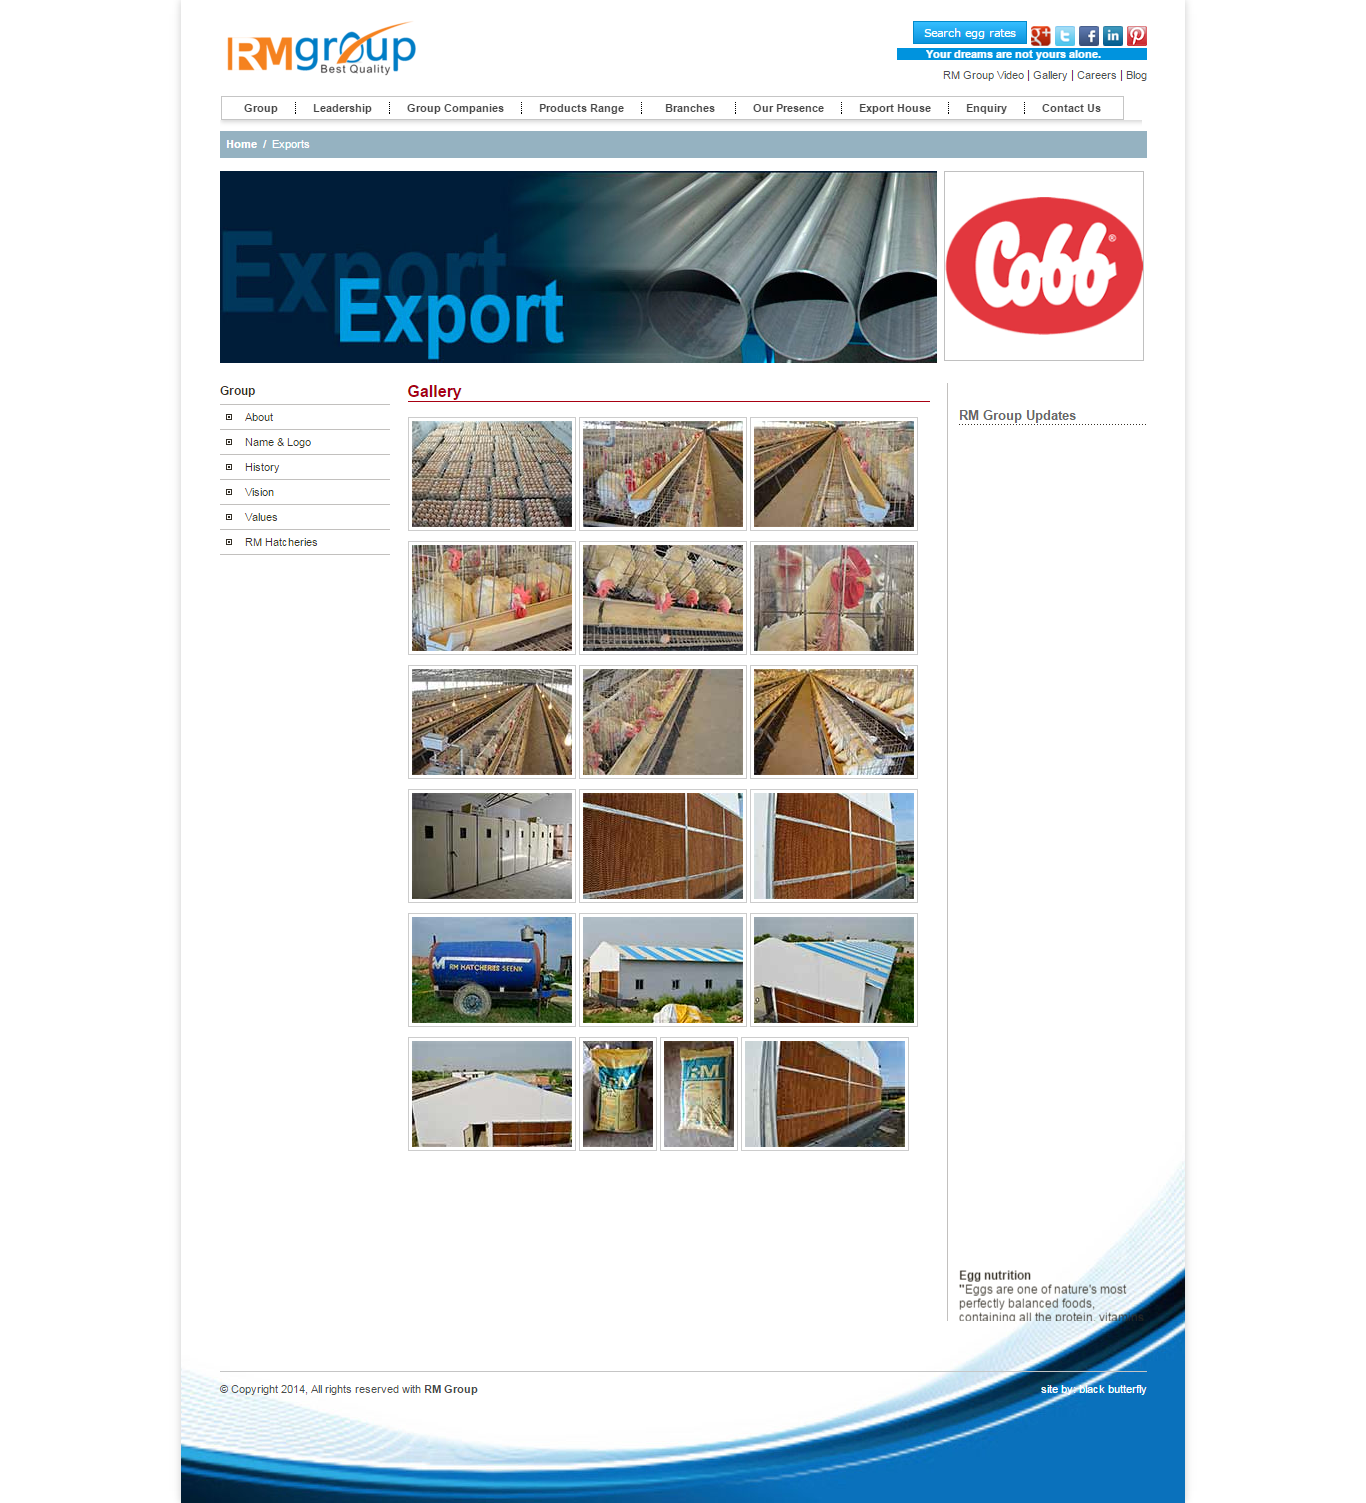 RMgroup
Best Quality
Search egg rates
Your dreams are not yours alone.
RM Group Video | Gallery | Careers | Blog
Group
Leadership
Group Companies
Products Range
Branches
Our Presence
Export House
Enquiry
Contact Us
Home / Exports
Export
Export
Cobb®
Group
About
Name & Logo
History
Vision
Values
RM Hatcheries
Gallery
RM HATCHERIES SEENK
RM
RM
RM Group Updates
Egg nutrition
"Eggs are one of nature's most
perfectly balanced foods,
containing all the protein, vitamins
© Copyright 2014, All rights reserved with RM Group
site by: black butterfly